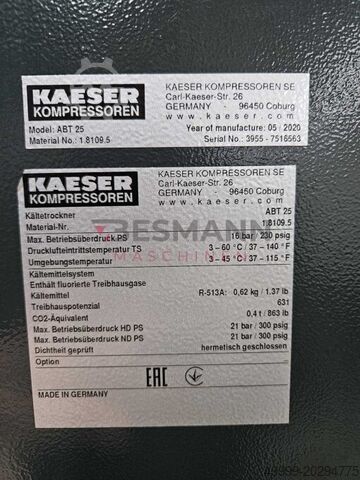 KAESER
KOMPRESSOREN
KAESER KOMPRESSOREN SE
Carl-Kaeser-Str. 26
GERMANY - 96450 Coburg
www.kaeser.com
Model: ABT 25
Year of manufacture: 05 / 2020
Material No.: 1.8109.5
Serial No.: 3955 - 7516563
KAESER
KOMPRESSOREN
KAESER KOMPRESSOREN SE
Carl-Kaeser-Str. 26
GERMANY - 96450 Coburg
www.kaeser.com
Kältetrockner ABT 25
Material-Nr. 1.8109.5
Max. Betriebsüberdruck PS 16 bar 230 psig
Drucklufteintrittstemperatur TS 3 – 60 °C / 37 – 140 °F
Umgebungstemperatur 3 – 45 °C / 37 – 115 °F
Kältemittelsystem
Enthält fluorierte Treibhausgase
Kältemittel R-513A: 0,62 kg / 1.37 lb
Treibhauspotenzial 631
CO2-Äquivalent 0,4 t / 863 lb
Max. Betriebsüberdruck HD PS 21 bar / 300 psig
Max. Betriebsüberdruck ND PS 21 bar / 300 psig
Dichtheit geprüft hermetisch geschlossen
Option
MADE IN GERMANY
EAC
RESMANN
MASCHINEN
49999-20294775